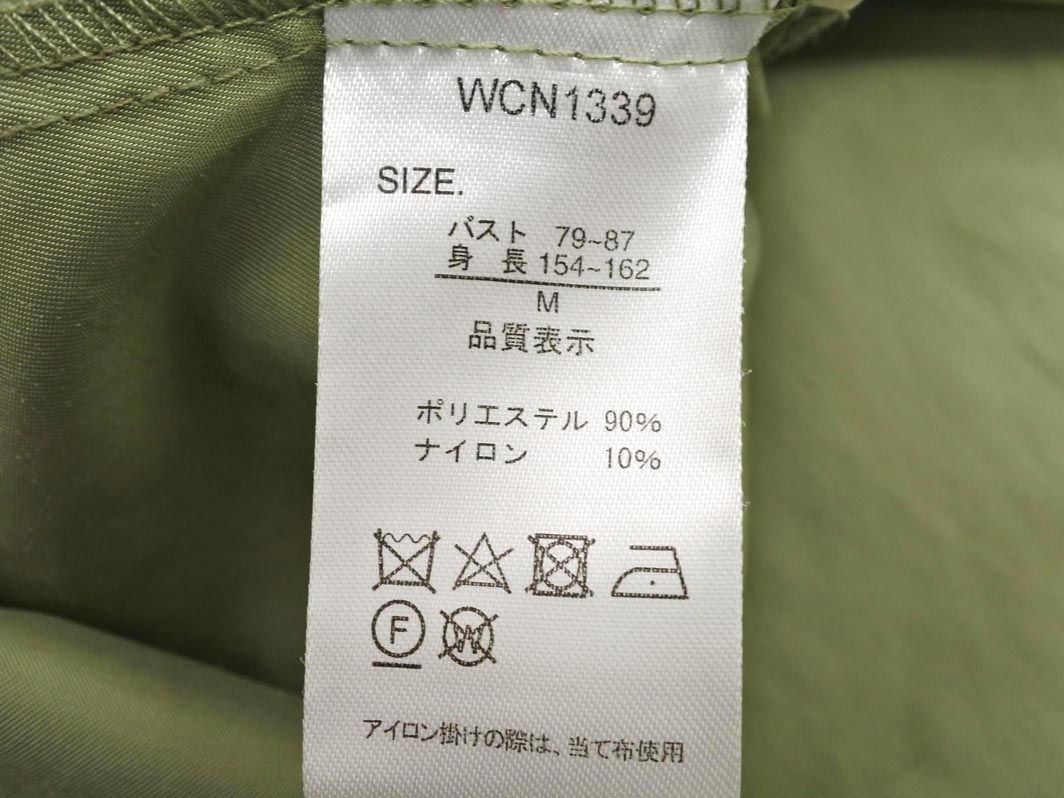 WCN1339
SIZE.
バスト 79~87
身 長 154~162
M
品質表示
ポリエステル 90%
ナイロン 10%
F
W
アイロン掛けの際は、当て布使用